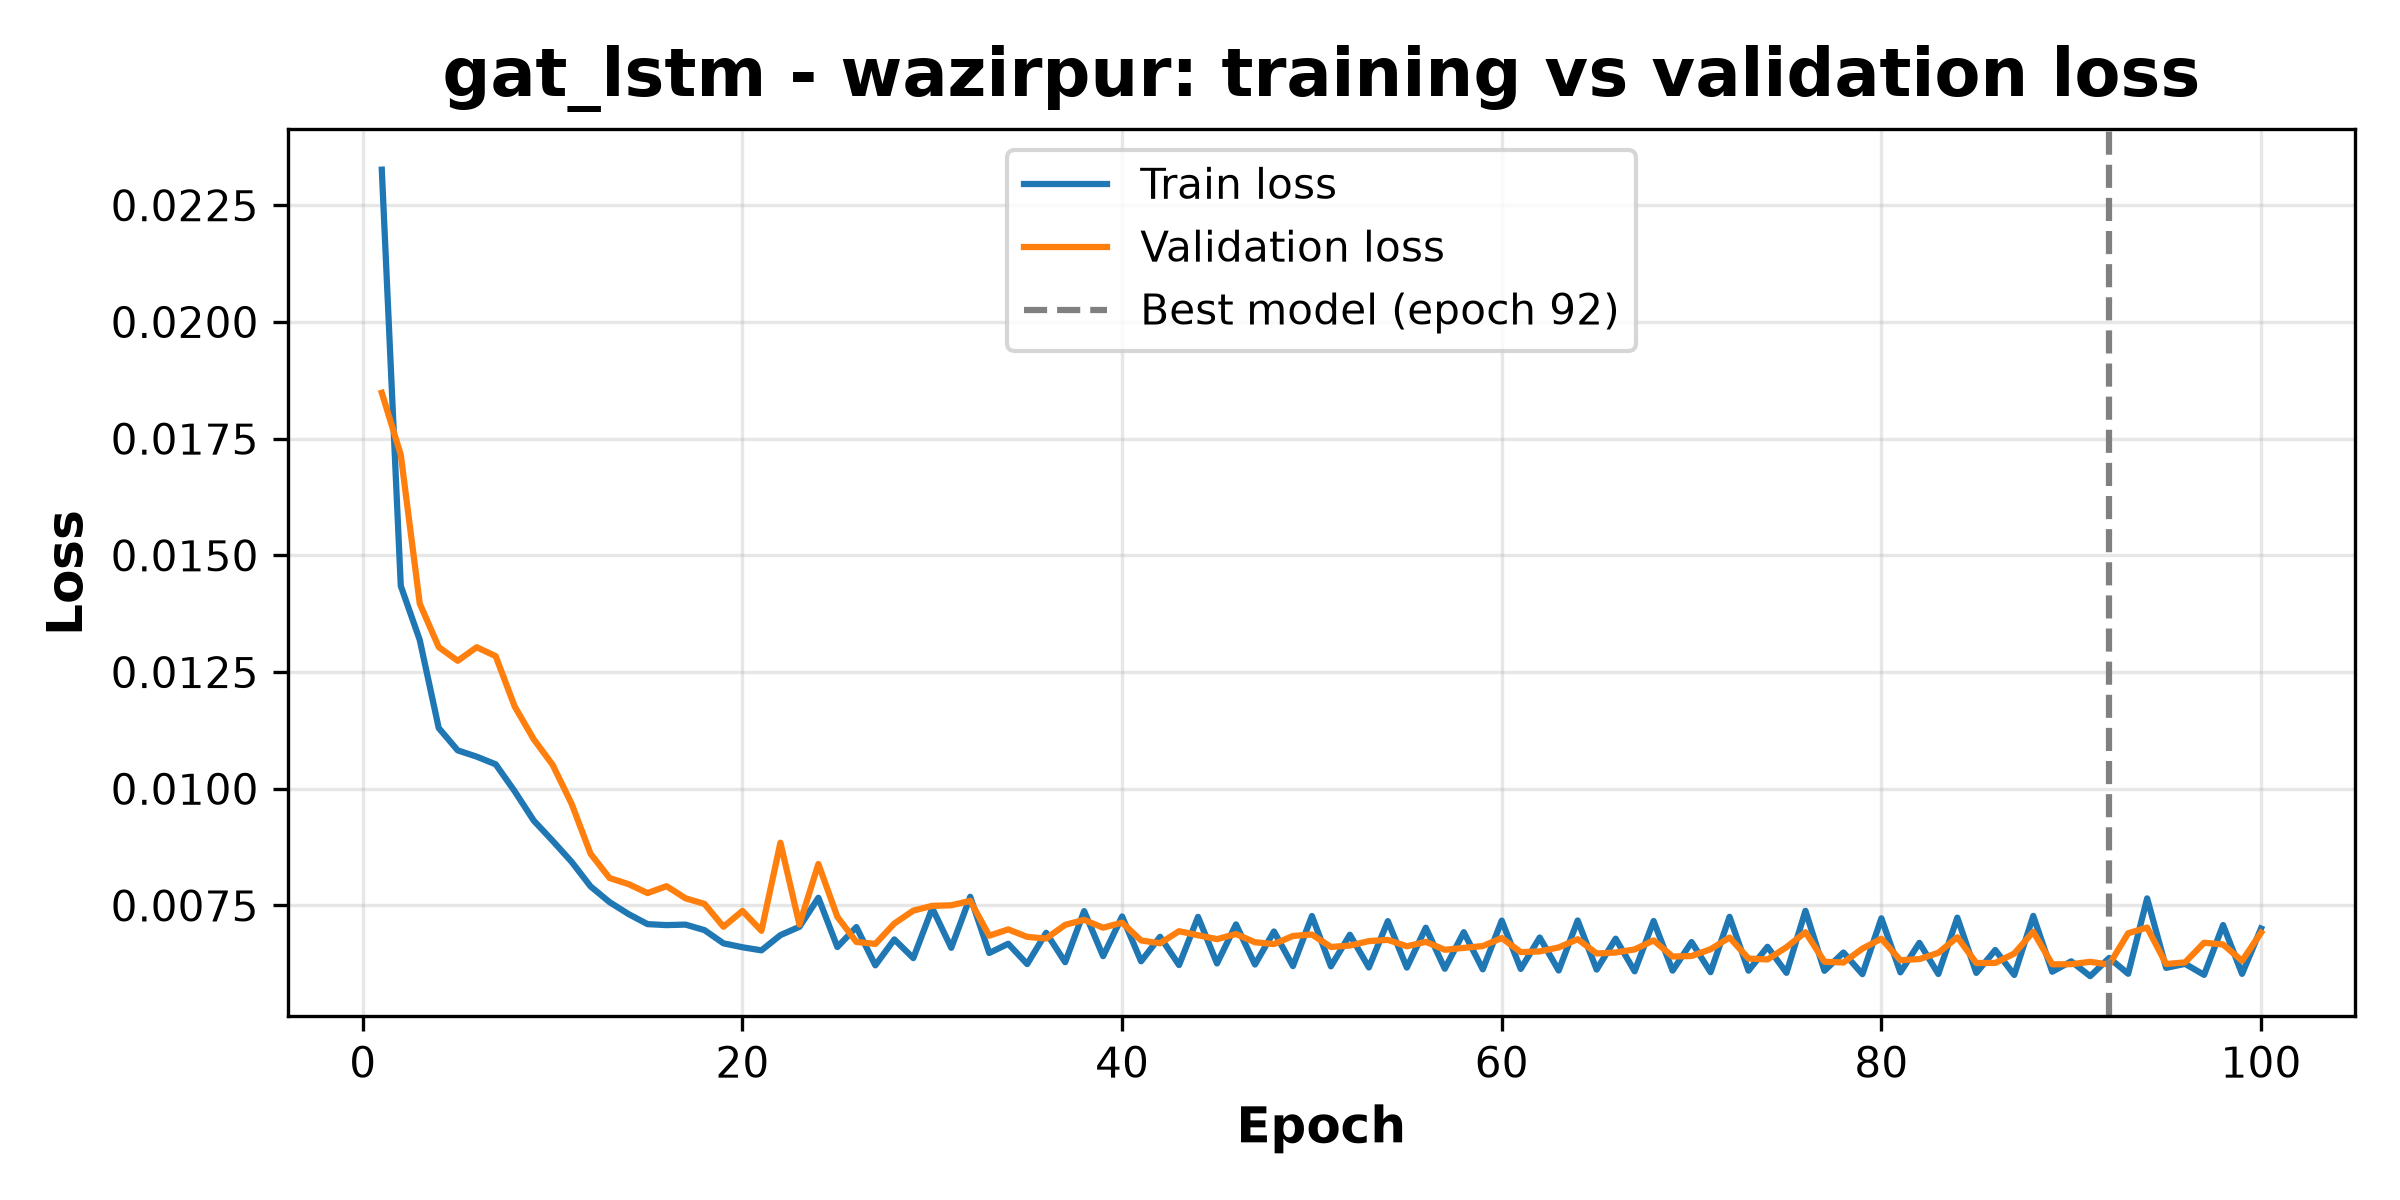 gat_lstm - wazirpur: training vs validation loss
Train loss
Validation loss
Best model (epoch 92)
Loss
0.0225
0.0200
0.0175
0.0150
0.0125
0.0100
0.0075
0 20 40 60 80 100
Epoch